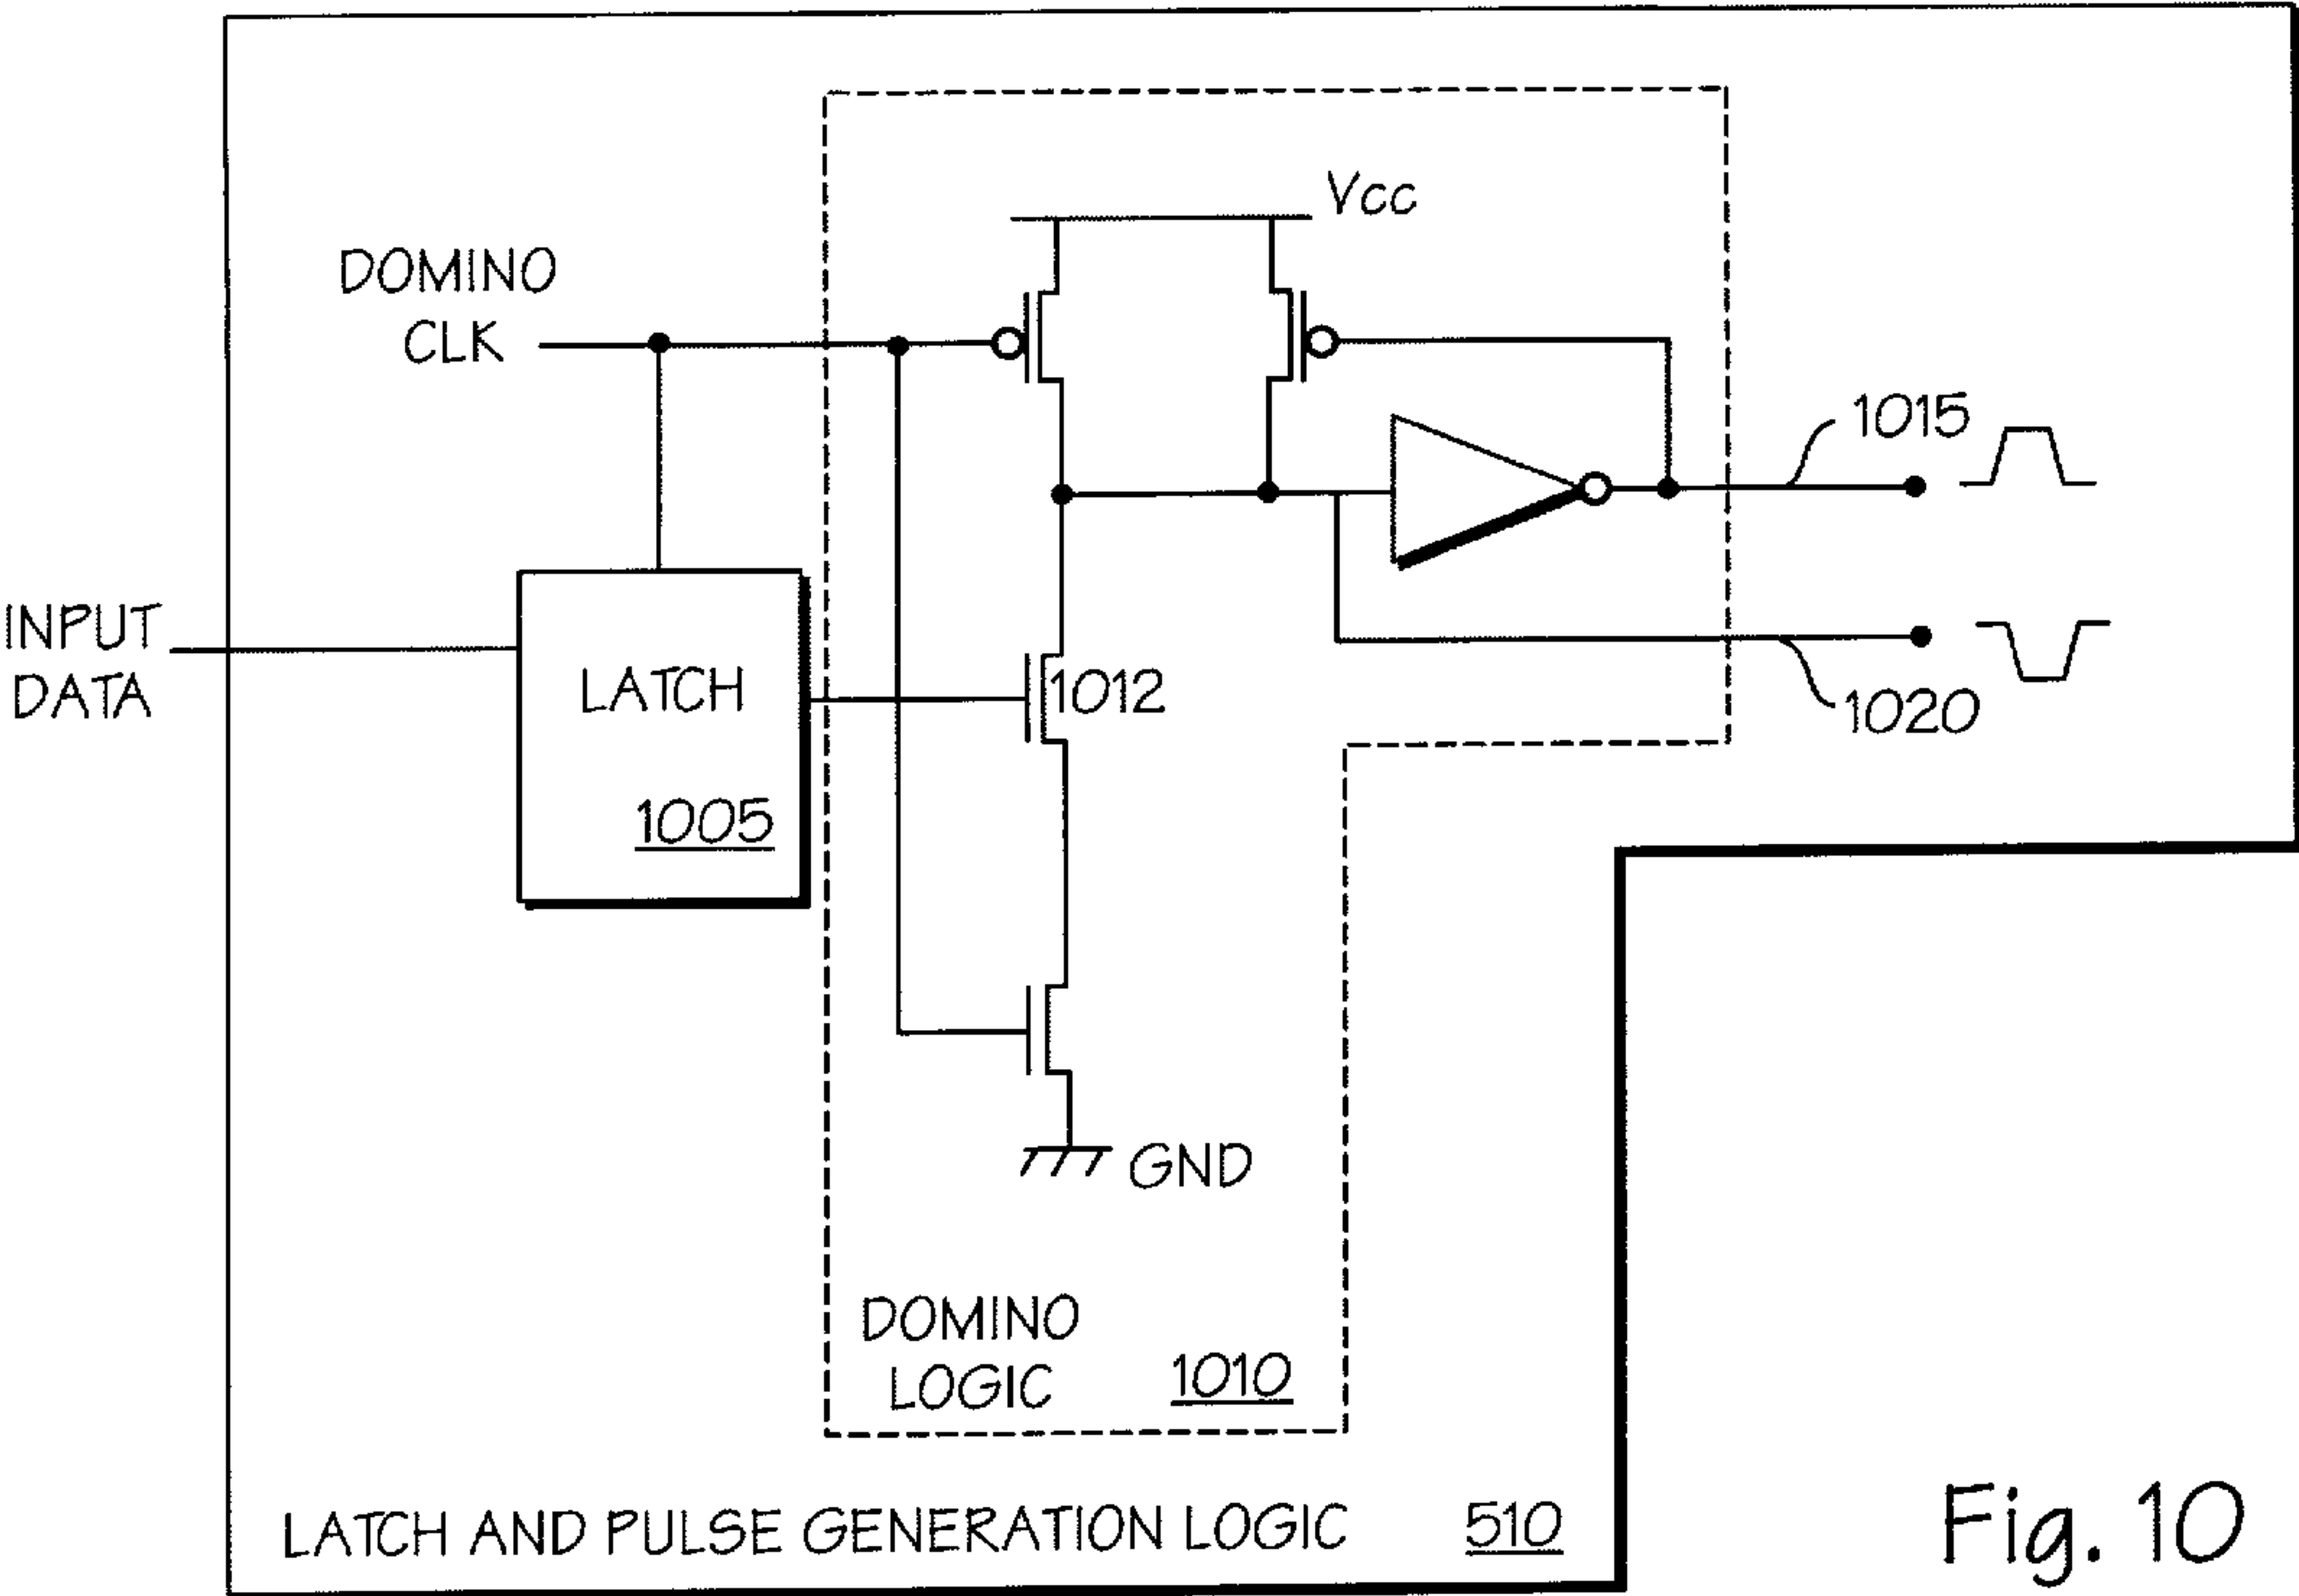 Vcc
DOMINO
CLK
1015
INPUT
DATA
LATCH
1005
1012
1020
GND
DOMINO
LOGIC
1010
LATCH AND PULSE GENERATION LOGIC 510
Fig. 10